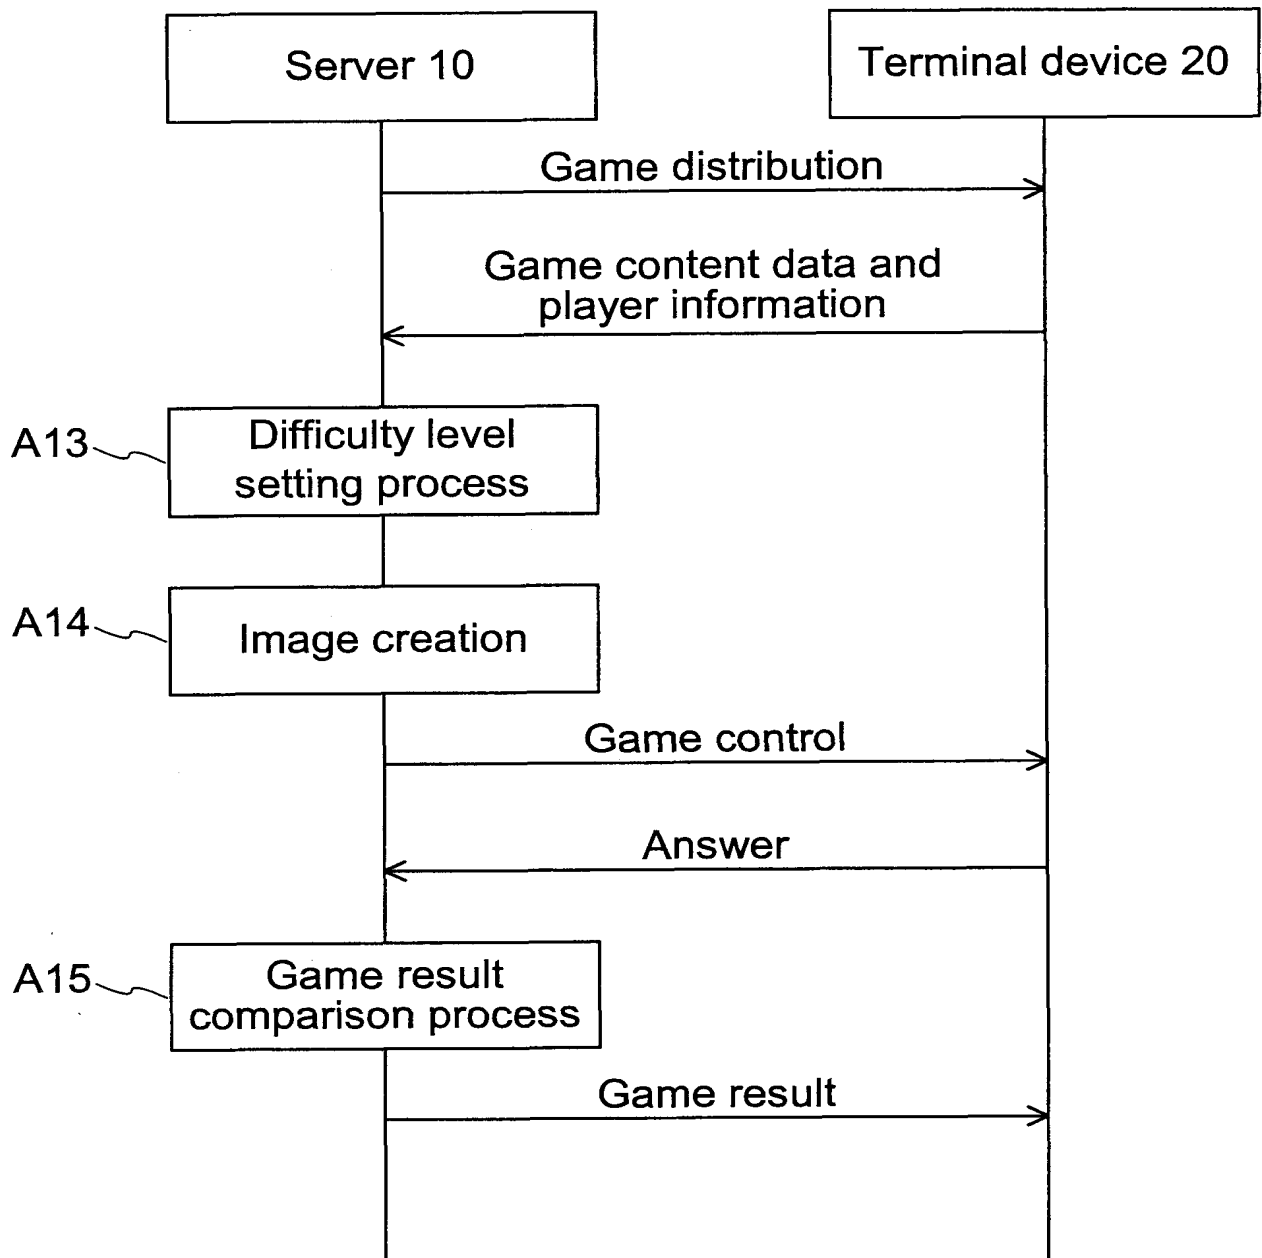 Server 10
Terminal device 20
Game distribution
Game content data and
player information
A13
Difficulty level
setting process
A14
Image creation
Game control
Answer
A15
Game result
comparison process
Game result